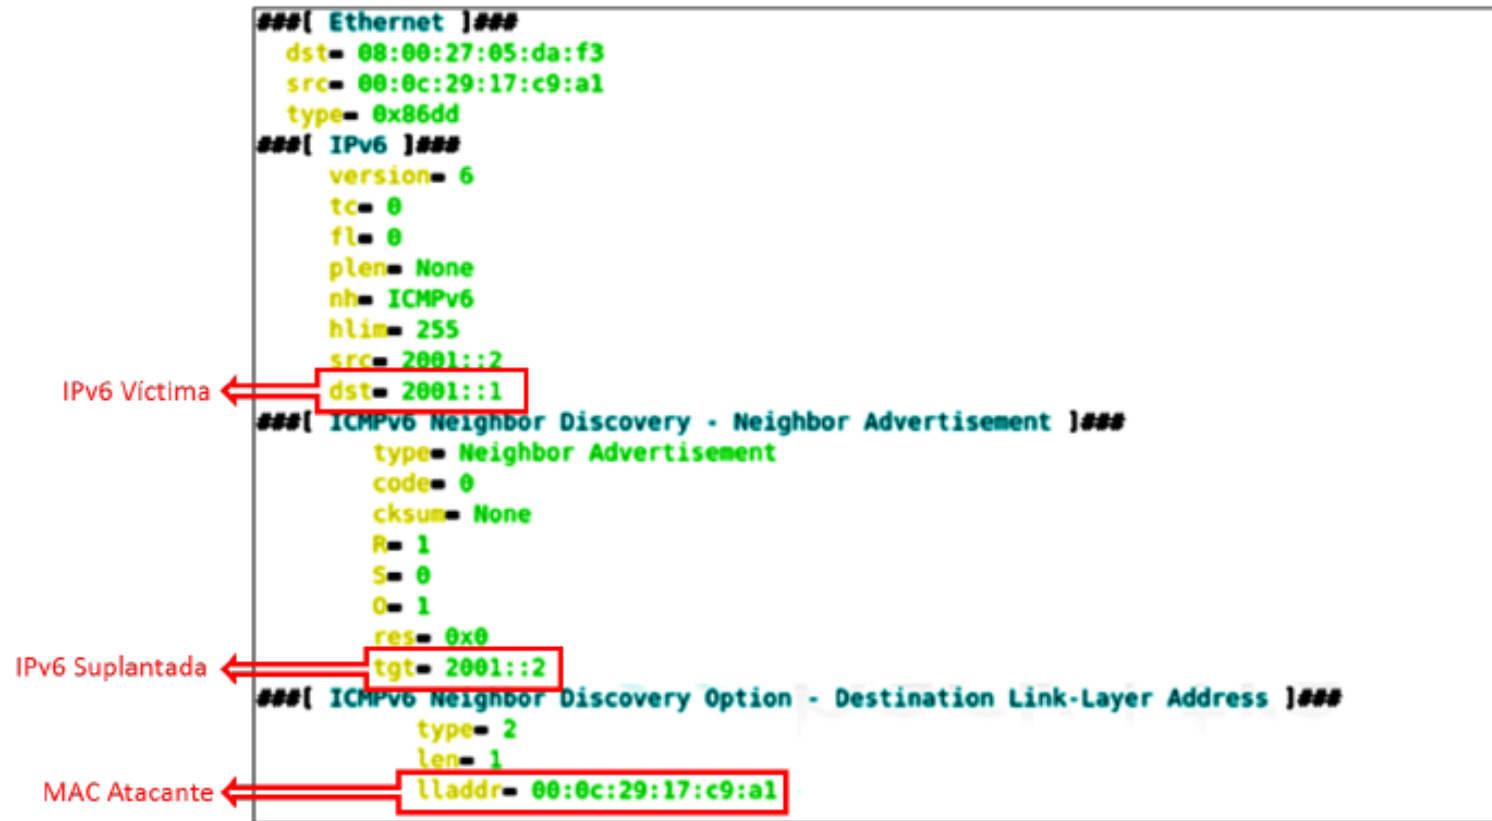 ###[ Ethernet ]###
dst= 08:00:27:05:da:f3
src= 00:0c:29:17:c9:a1
type= 0x86dd
###[ IPv6 ]###
version= 6
tc= 0
fl= 0
plen= None
nh= ICMPv6
hlim= 255
src= 2001::2
IPv6 Víctima dst= 2001::1
###[ ICMPv6 Neighbor Discovery - Neighbor Advertisement ]###
type= Neighbor Advertisement
code= 0
cksum= None
R= 1
S= 0
O= 1
res= 0x0
IPv6 Suplantada tgt= 2001::2
###[ ICMPv6 Neighbor Discovery Option - Destination Link-Layer Address ]###
type= 2
len= 1
MAC Atacante lladdr= 00:0c:29:17:c9:a1